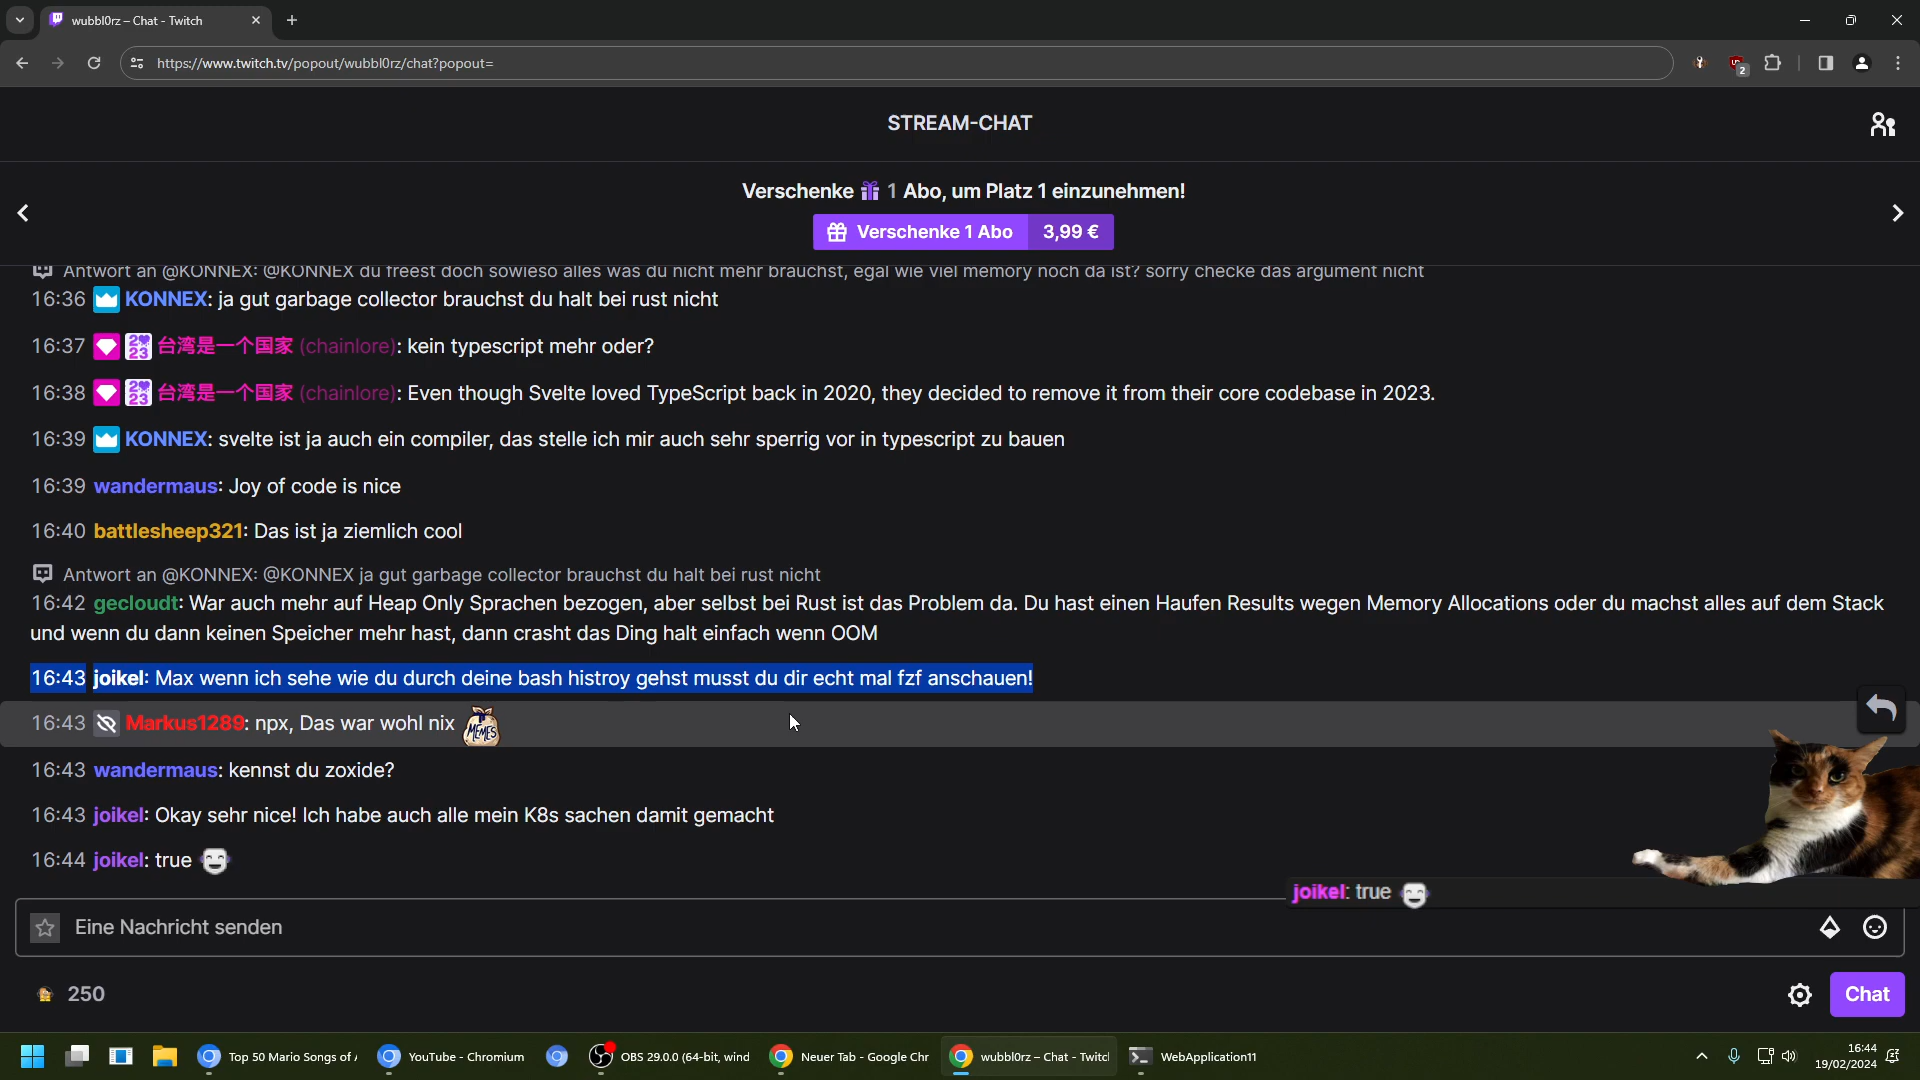 wubbl0rz – Chat - Twitch
https://www.twitch.tv/popout/wubbl0rz/chat?popout=
2
STREAM-CHAT
Verschenke 1 Abo, um Platz 1 einzunehmen!
Verschenke 1 Abo 3,99 €
Antwort an @KONNEX: @KONNEX du freest doch sowieso alles was du nicht mehr brauchst, egal wie viel memory noch da ist? sorry checke das argument nicht
16:36 KONNEX: ja gut garbage collector brauchst du halt bei rust nicht
16:37 2023 台湾是一个国家 (chainlore): kein typescript mehr oder?
16:38 2023 台湾是一个国家 (chainlore): Even though Svelte loved TypeScript back in 2020, they decided to remove it from their core codebase in 2023.
16:39 KONNEX: svelte ist ja auch ein compiler, das stelle ich mir auch sehr sperrig vor in typescript zu bauen
16:39 wandermaus: Joy of code is nice
16:40 battlesheep321: Das ist ja ziemlich cool
Antwort an @KONNEX: @KONNEX ja gut garbage collector brauchst du halt bei rust nicht
16:42 gecloudt: War auch mehr auf Heap Only Sprachen bezogen, aber selbst bei Rust ist das Problem da. Du hast einen Haufen Results wegen Memory Allocations oder du machst alles auf dem Stack
und wenn du dann keinen Speicher mehr hast, dann crasht das Ding halt einfach wenn OOM
16:43 joikel: Max wenn ich sehe wie du durch deine bash histroy gehst musst du dir echt mal fzf anschauen!
16:43 Markus1289: npx, Das war wohl nix MEMES
16:43 wandermaus: kennst du zoxide?
16:43 joikel: Okay sehr nice! Ich habe auch alle mein K8s sachen damit gemacht
16:44 joikel: true
joikel: true
Eine Nachricht senden
250
Chat
Top 50 Mario Songs of
YouTube - Chromium
OBS 29.0.0 (64-bit, wind
Neuer Tab - Google Chr
wubbl0rz – Chat - Twitc
WebApplication11
16:44
19/02/2024